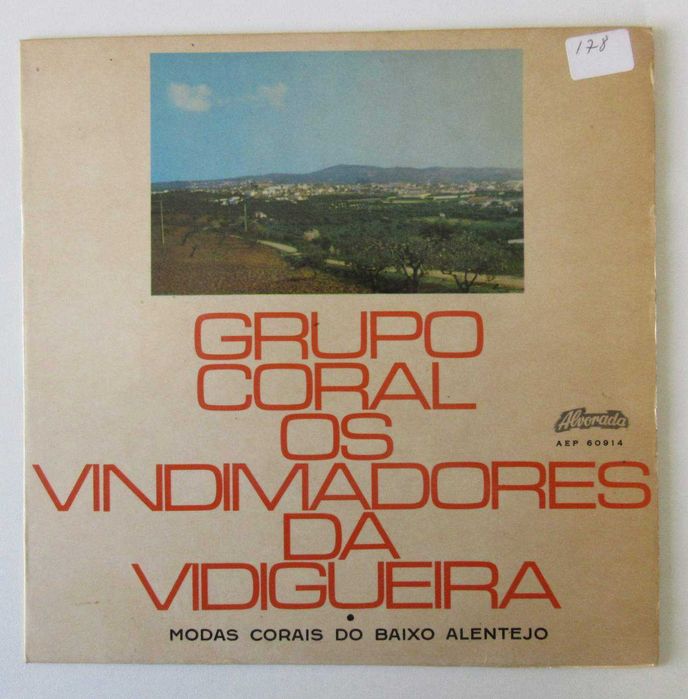 178
GRUPO
CORAL
OS
VINDIMADORES
DA
VIDIGUEIRA
Alvorada
AEP 60914
MODAS CORAIS DO BAIXO ALENTEJO